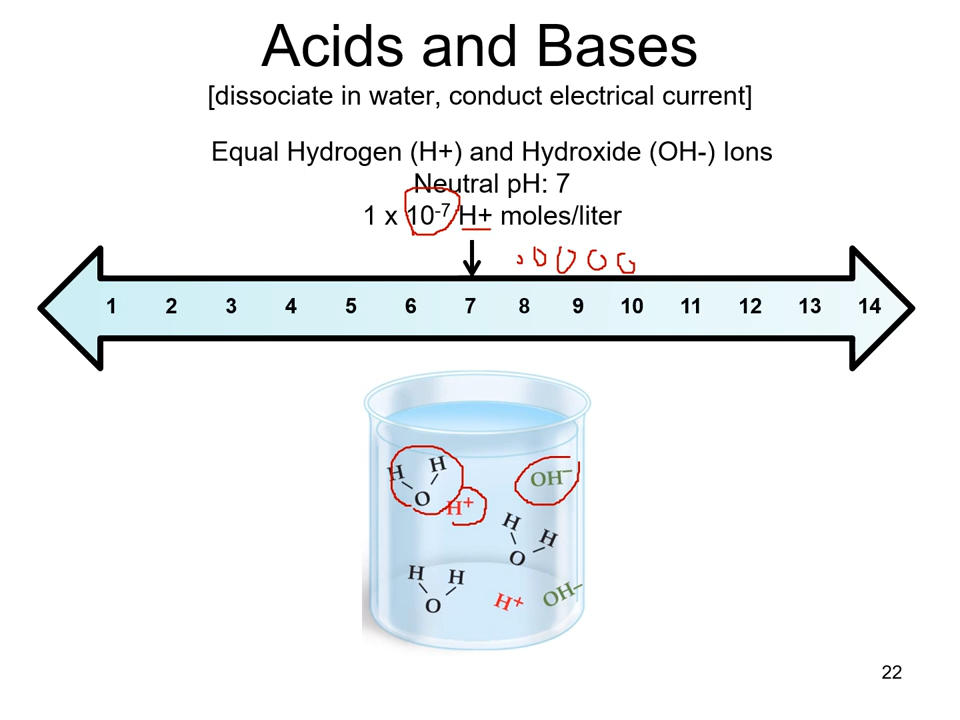 Acids and Bases
[dissociate in water, conduct electrical current]
Equal Hydrogen (H+) and Hydroxide (OH-) Ions
Neutral pH: 7
1 x 10⁻⁷ H+ moles/liter
1 2 3 4 5 6 7 8 9 10 11 12 13 14
H H
O
H⁺
OH⁻
H
H
O
H H
O
H⁺
OH⁻
22